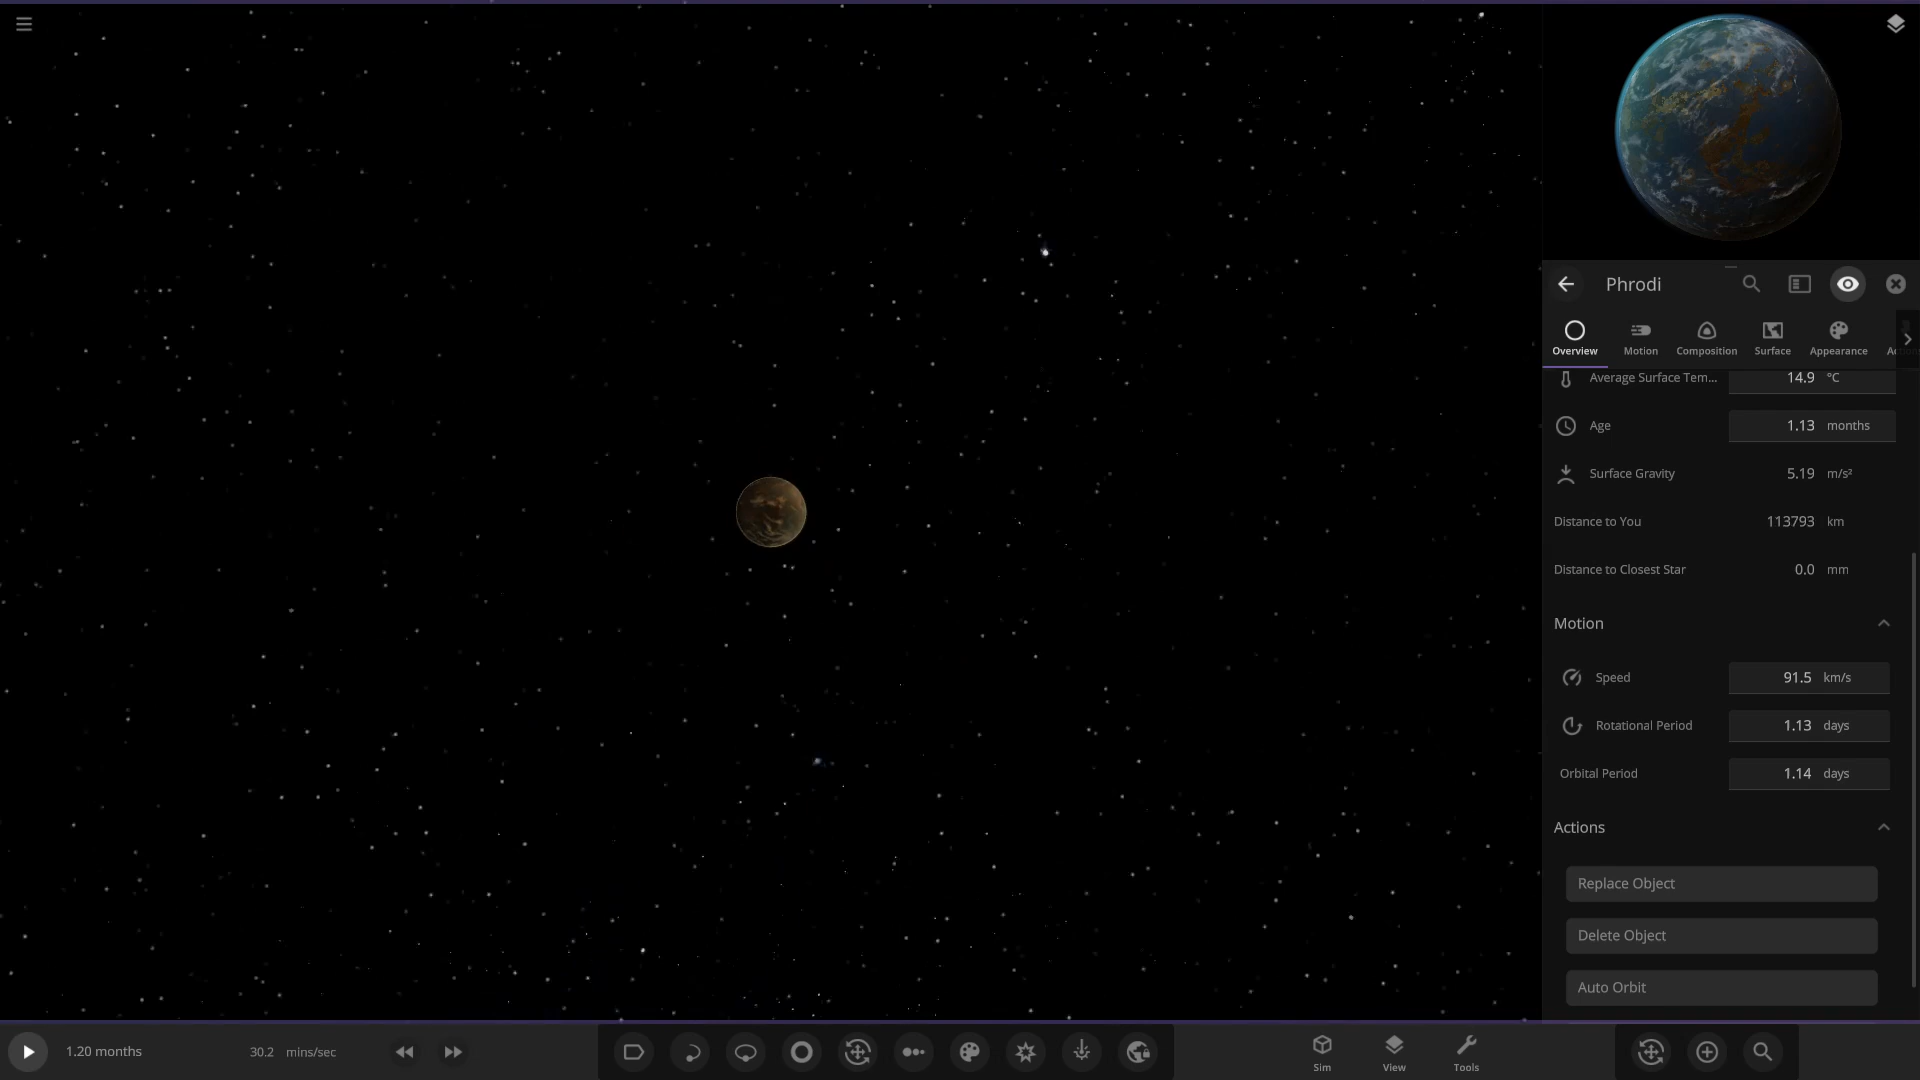 Phrodi
Overview
Motion
Composition
Surface
Appearance
Average Surface Tem... 14.9 °C
Age 1.13 months
Surface Gravity 5.19 m/s²
Distance to You 113793 km
Distance to Closest Star 0.0 mm
Motion
Speed 91.5 km/s
Rotational Period 1.13 days
Orbital Period 1.14 days
Actions
Replace Object
Delete Object
Auto Orbit
1.20 months
30.2 mins/sec
Sim
View
Tools